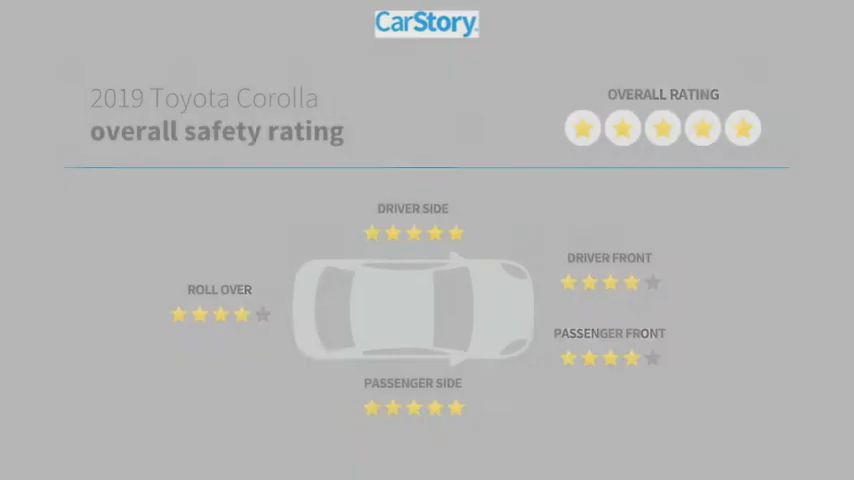 CarStory
2019 Toyota Corolla
overall safety rating
OVERALL RATING
DRIVER SIDE
DRIVER FRONT
ROLL OVER
PASSENGER FRONT
PASSENGER SIDE